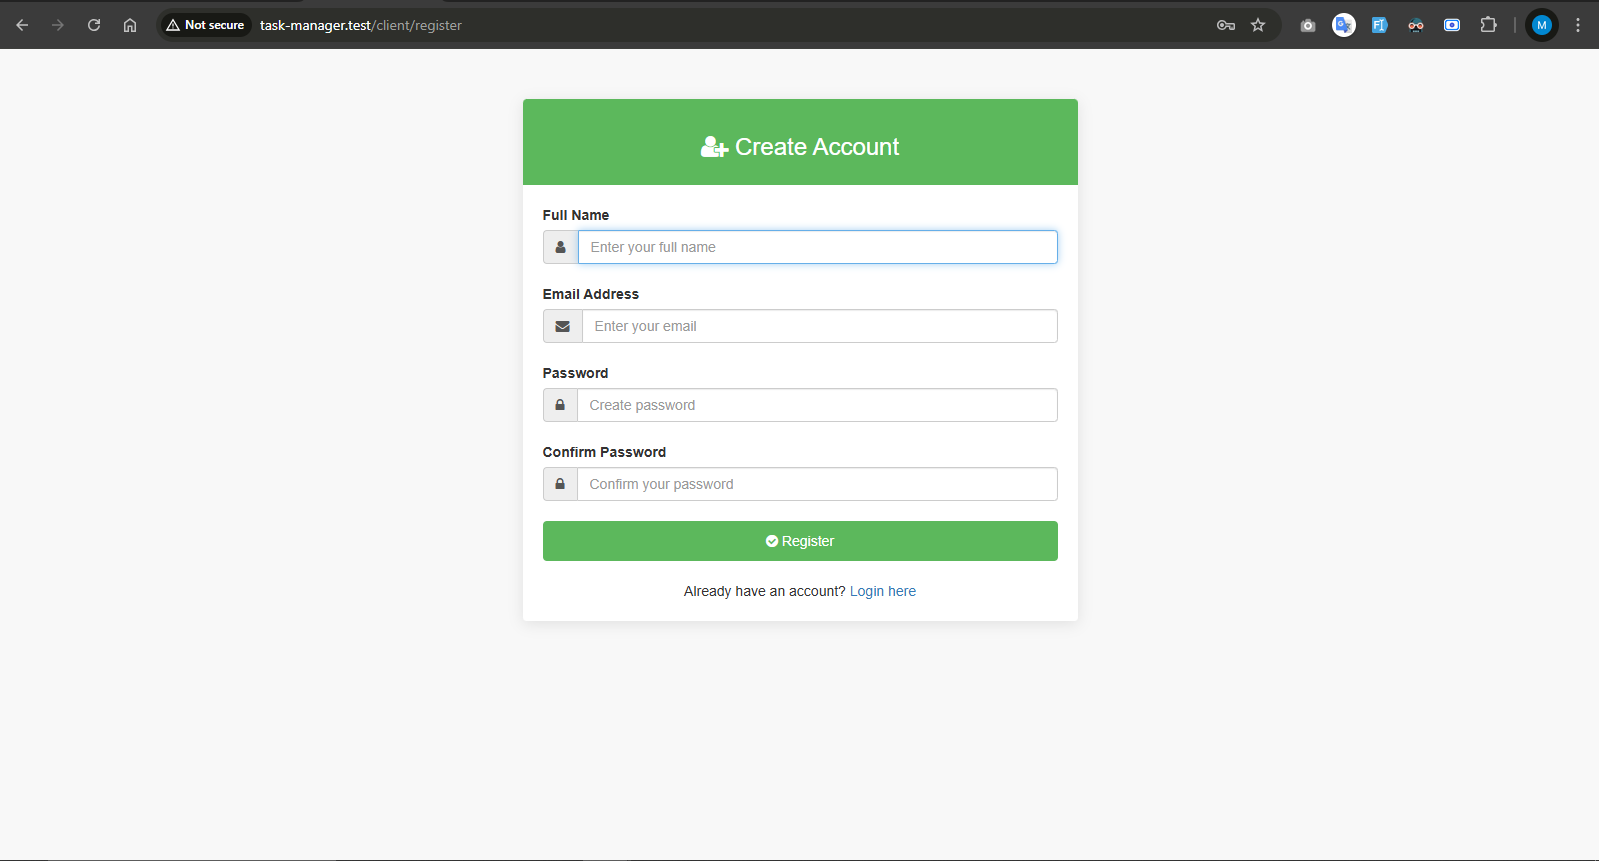 Not secure task-manager.test/client/register
M
Create Account
Full Name
Enter your full name
Email Address
Enter your email
Password
Create password
Confirm Password
Confirm your password
Register
Already have an account? Login here